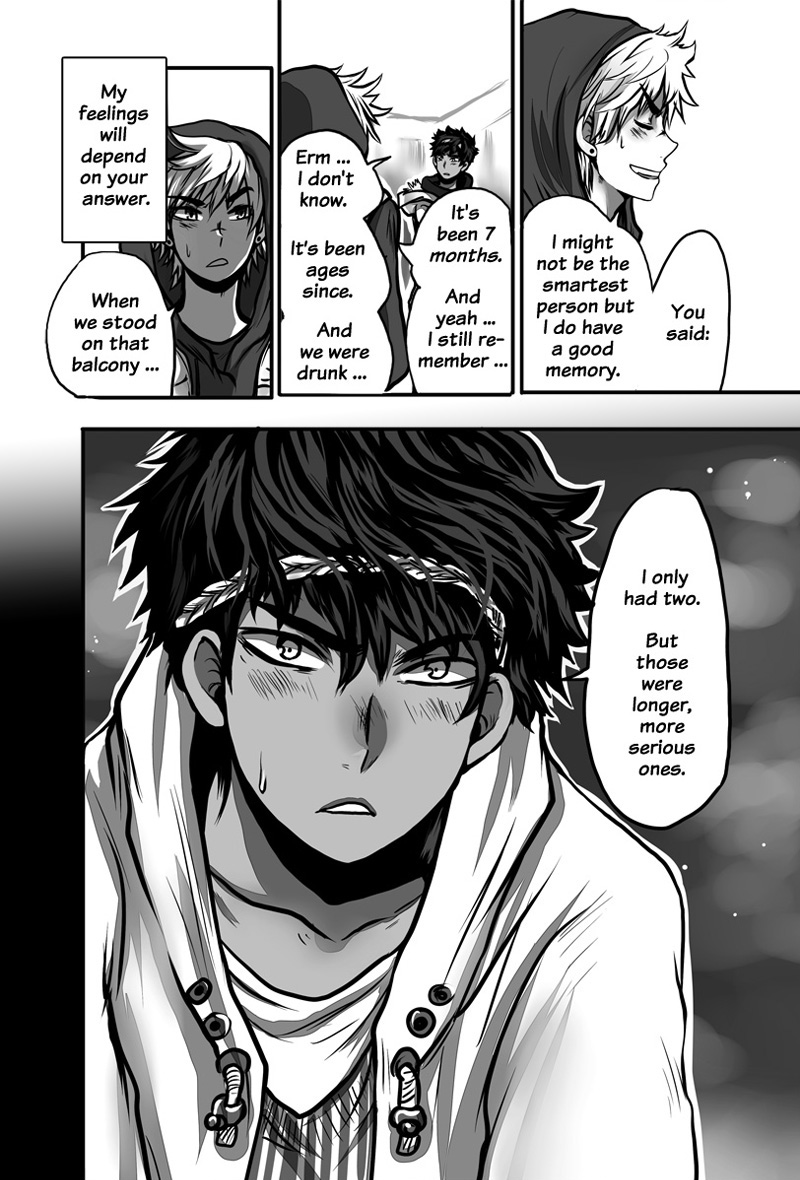 My
feelings
will
depend
on your
answer.
When
we stood
on that
balcony ...
Erm ...
I don't
know.
It's been
ages
since.
And
we were
drunk ...
It's
been 7
months.
And
yeah ...
I still re-
member ...
I might
not be the
smartest
person but
I do have
a good
memory.
You
said:
I only
had two.
But
those
were
longer,
more
serious
ones.